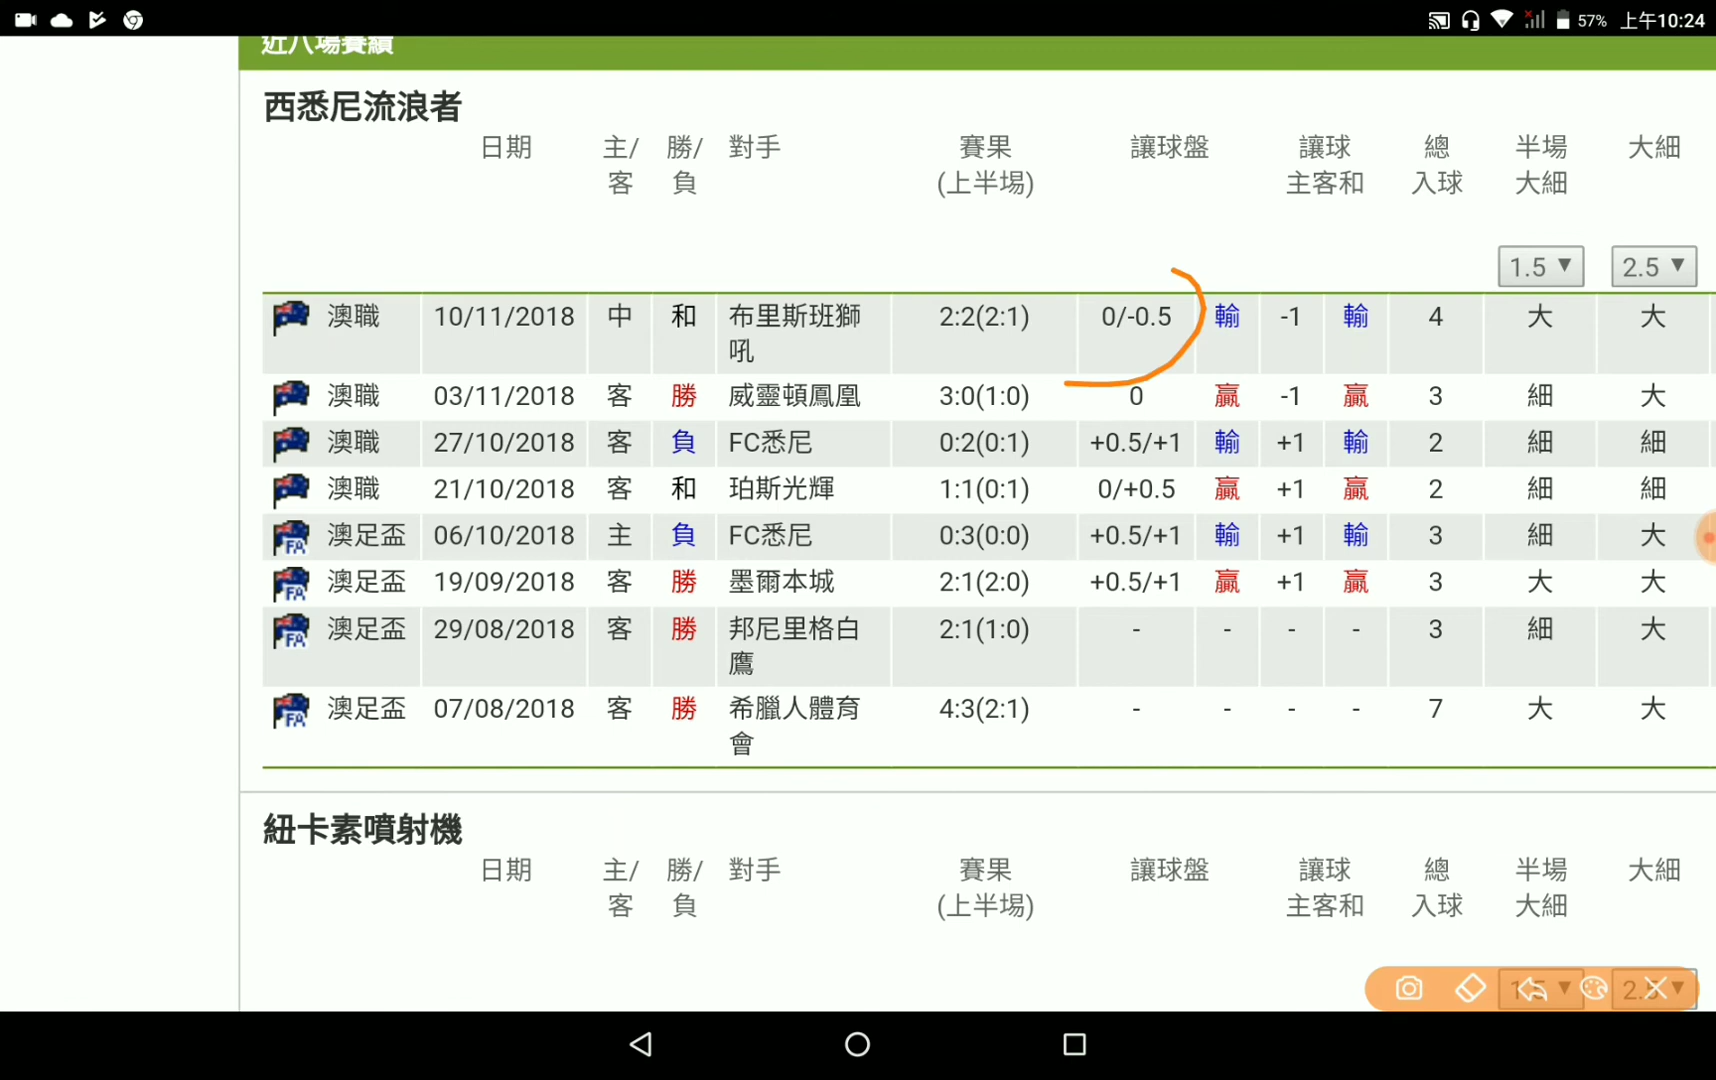 57% 上午10:24
近八場賽績
西悉尼流浪者
日期 主/ 勝/ 對手 賽果 讓球盤 讓球 總 半場 大細
客 負 (上半埸) 主客和 入球 大細
1.5 2.5
澳職 10/11/2018 中 和 布里斯班獅 2:2(2:1) 0/-0.5 輸 -1 輸 4 大 大
吼
澳職 03/11/2018 客 勝 威靈頓鳳凰 3:0(1:0) 0 贏 -1 贏 3 細 大
澳職 27/10/2018 客 負 FC悉尼 0:2(0:1) +0.5/+1 輸 +1 輸 2 細 細
澳職 21/10/2018 客 和 珀斯光輝 1:1(0:1) 0/+0.5 贏 +1 贏 2 細 細
FA 澳足盃 06/10/2018 主 負 FC悉尼 0:3(0:0) +0.5/+1 輸 +1 輸 3 細 大
FA 澳足盃 19/09/2018 客 勝 墨爾本城 2:1(2:0) +0.5/+1 贏 +1 贏 3 大 大
FA 澳足盃 29/08/2018 客 勝 邦尼里格白 2:1(1:0) - - - - 3 細 大
鷹
FA 澳足盃 07/08/2018 客 勝 希臘人體育 4:3(2:1) - - - - 7 大 大
會
紐卡素噴射機
日期 主/ 勝/ 對手 賽果 讓球盤 讓球 總 半場 大細
客 負 (上半埸) 主客和 入球 大細
1.5 2.5